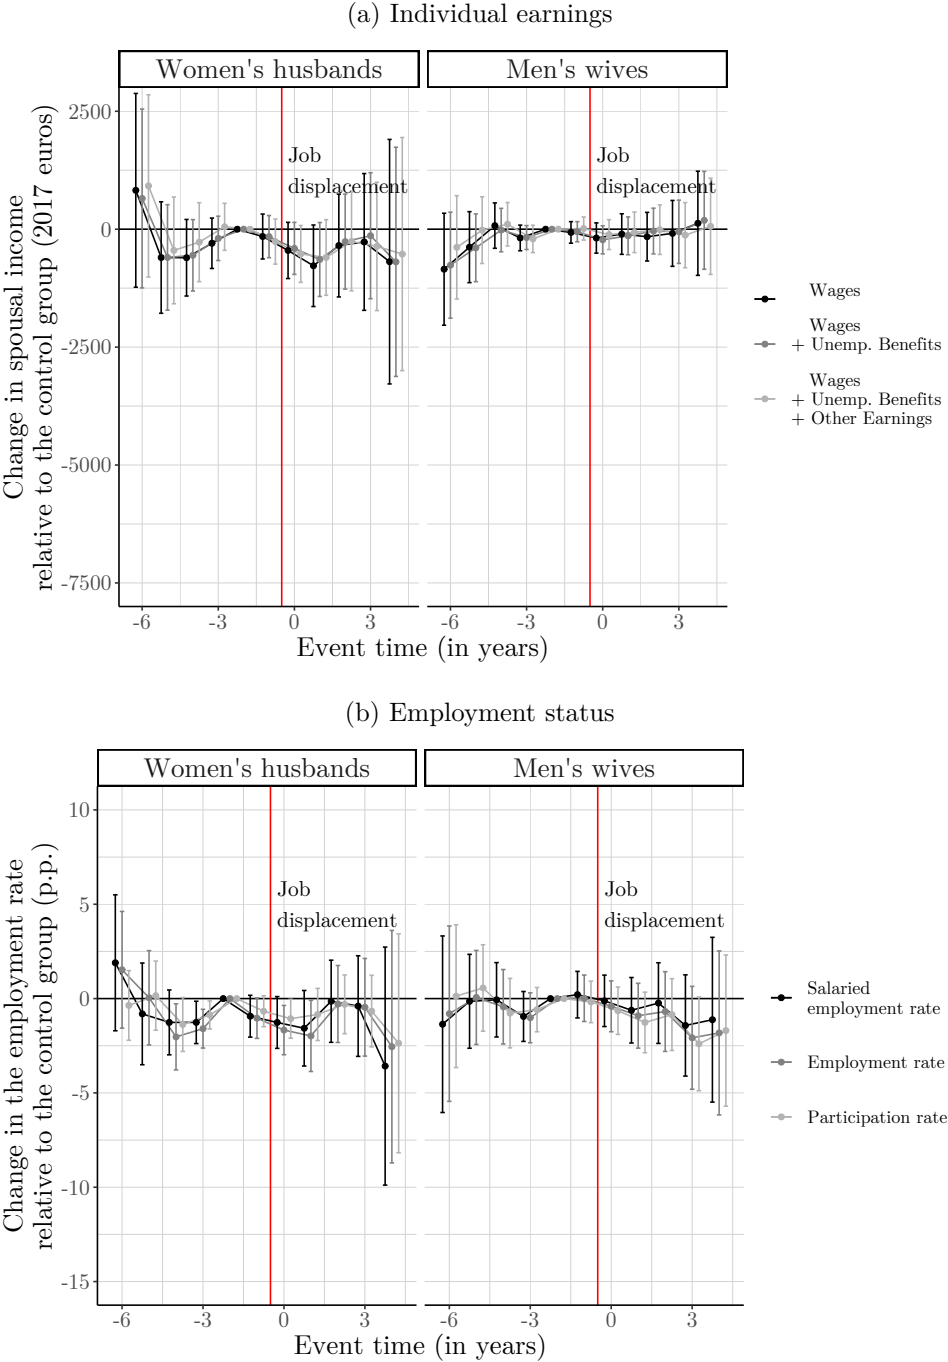 (a) Individual earnings
Women's husbands
Men's wives
Change in spousal income
relative to the control group (2017 euros)
2500
0
-2500
-5000
-7500
Job
displacement
Job
displacement
-6
-3
0
3
-6
-3
0
3
Event time (in years)
Wages
Wages
+ Unemp. Benefits
Wages
+ Unemp. Benefits
+ Other Earnings
(b) Employment status
Women's husbands
Men's wives
Change in the employment rate
relative to the control group (p.p.)
10
5
0
-5
-10
-15
Job
displacement
Job
displacement
-6
-3
0
3
-6
-3
0
3
Event time (in years)
Salaried
employment rate
Employment rate
Participation rate